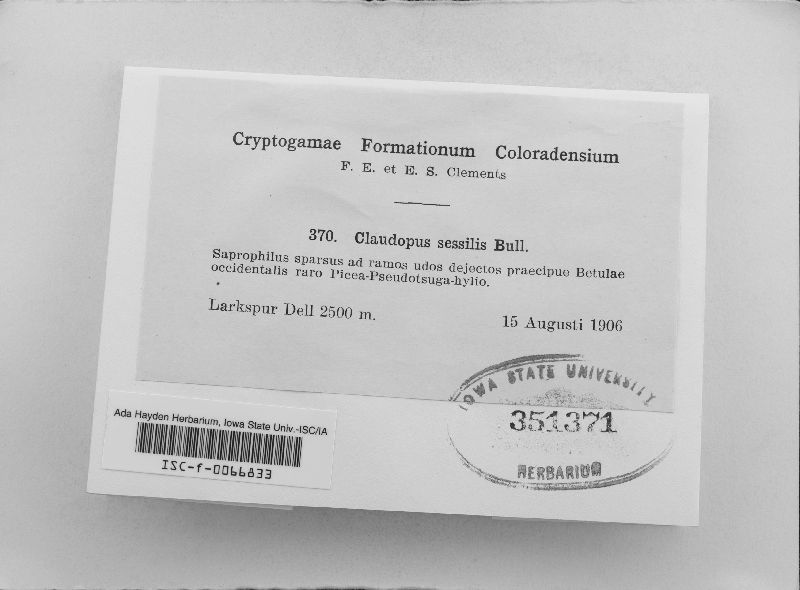 Cryptogamae Formationum Coloradensium
F. E. et E. S. Clements
370. Claudopus sessilis Bull.
Saprophilus sparsus ad ramos udos dejectos praecipue Betulae
occidentalis raro Picea-Pseudotsuga-hylio.
Larkspur Dell 2500 m.
15 Augusti 1906
IOWA STATE UNIVERSITY
351371
HERBARIUM
Ada Hayden Herbarium, Iowa State Univ.-ISC/IA
ISC-f-0066833